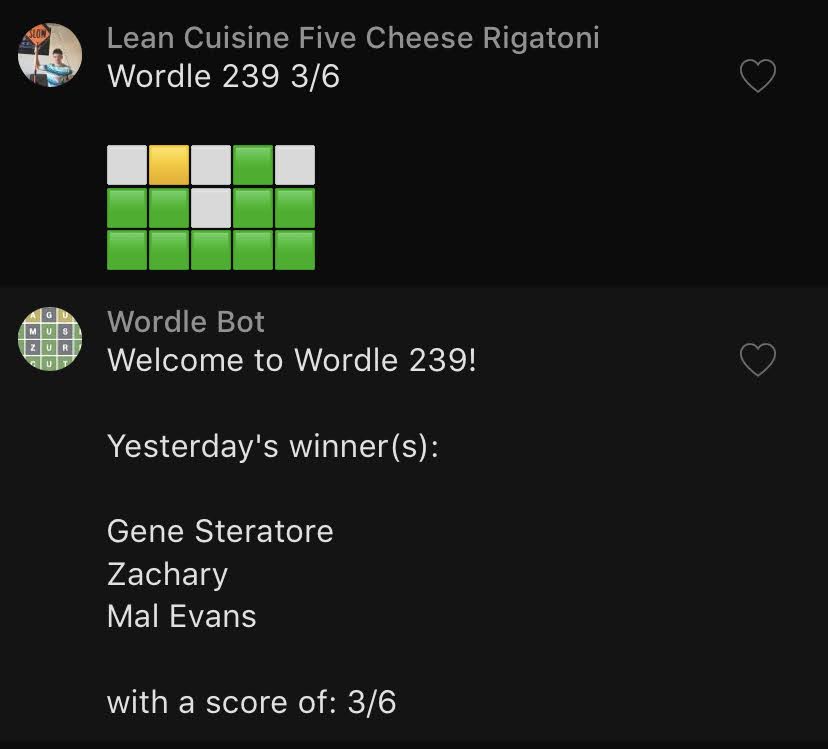 SLOW
Lean Cuisine Five Cheese Rigatoni
Wordle 239 3/6
Wordle Bot
A G U
M U S
Z U R
C U T
Welcome to Wordle 239!
Yesterday's winner(s):
Gene Steratore
Zachary
Mal Evans
with a score of: 3/6